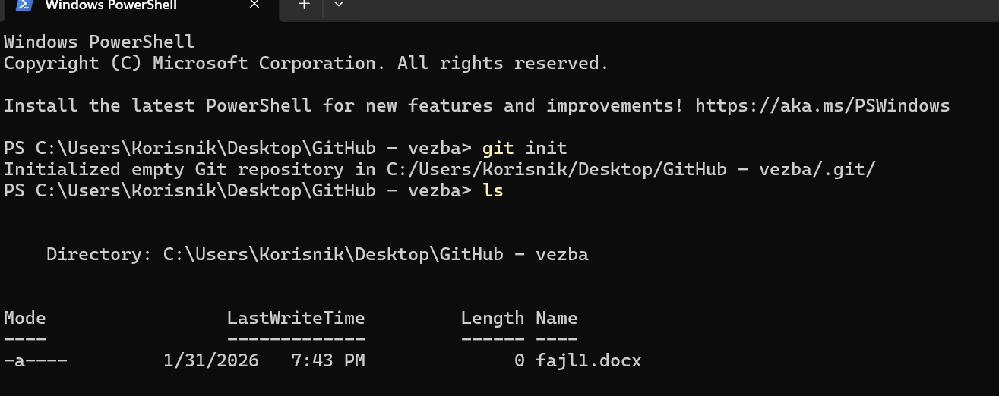 Windows PowerShell
Windows PowerShell
Copyright (C) Microsoft Corporation. All rights reserved.
Install the latest PowerShell for new features and improvements! https://aka.ms/PSWindows
PS C:\Users\Korisnik\Desktop\GitHub - vezba> git init
Initialized empty Git repository in C:/Users/Korisnik/Desktop/GitHub - vezba/.git/
PS C:\Users\Korisnik\Desktop\GitHub - vezba> ls
    Directory: C:\Users\Korisnik\Desktop\GitHub - vezba
Mode                 LastWriteTime         Length Name
----                 -------------         ------ ----
-a----         1/31/2026   7:43 PM              0 fajl1.docx